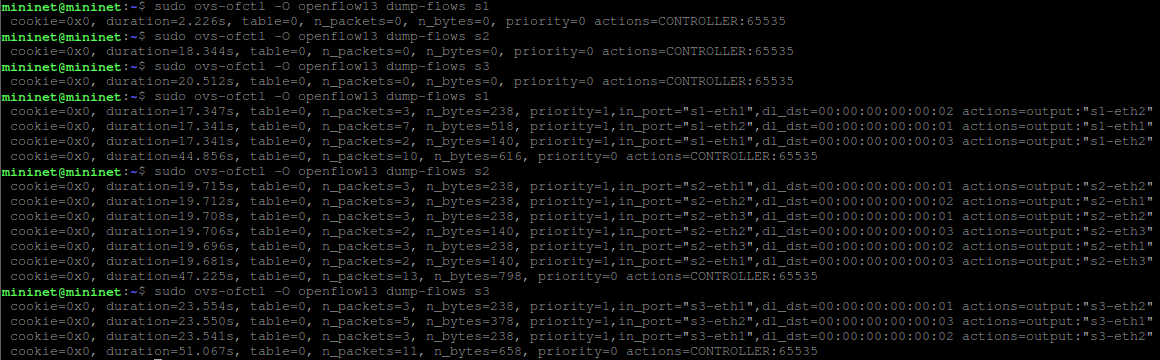 mininet@mininet:~$ sudo ovs-ofctl -O openflow13 dump-flows s1
cookie=0x0, duration=2.226s, table=0, n_packets=0, n_bytes=0, priority=0 actions=CONTROLLER:65535
mininet@mininet:~$ sudo ovs-ofctl -O openflow13 dump-flows s2
cookie=0x0, duration=18.344s, table=0, n_packets=0, n_bytes=0, priority=0 actions=CONTROLLER:65535
mininet@mininet:~$ sudo ovs-ofctl -O openflow13 dump-flows s3
cookie=0x0, duration=20.512s, table=0, n_packets=0, n_bytes=0, priority=0 actions=CONTROLLER:65535
mininet@mininet:~$ sudo ovs-ofctl -O openflow13 dump-flows s1
cookie=0x0, duration=17.347s, table=0, n_packets=3, n_bytes=238, priority=1,in_port="s1-eth1",dl_dst=00:00:00:00:00:02 actions=output:"s1-eth2"
cookie=0x0, duration=17.341s, table=0, n_packets=7, n_bytes=518, priority=1,in_port="s1-eth2",dl_dst=00:00:00:00:00:01 actions=output:"s1-eth1"
cookie=0x0, duration=17.341s, table=0, n_packets=2, n_bytes=140, priority=1,in_port="s1-eth1",dl_dst=00:00:00:00:00:03 actions=output:"s1-eth2"
cookie=0x0, duration=44.856s, table=0, n_packets=10, n_bytes=616, priority=0 actions=CONTROLLER:65535
mininet@mininet:~$ sudo ovs-ofctl -O openflow13 dump-flows s2
cookie=0x0, duration=19.715s, table=0, n_packets=3, n_bytes=238, priority=1,in_port="s2-eth1",dl_dst=00:00:00:00:00:01 actions=output:"s2-eth2"
cookie=0x0, duration=19.712s, table=0, n_packets=3, n_bytes=238, priority=1,in_port="s2-eth2",dl_dst=00:00:00:00:00:02 actions=output:"s2-eth1"
cookie=0x0, duration=19.708s, table=0, n_packets=3, n_bytes=238, priority=1,in_port="s2-eth3",dl_dst=00:00:00:00:00:01 actions=output:"s2-eth2"
cookie=0x0, duration=19.706s, table=0, n_packets=2, n_bytes=140, priority=1,in_port="s2-eth2",dl_dst=00:00:00:00:00:03 actions=output:"s2-eth3"
cookie=0x0, duration=19.696s, table=0, n_packets=3, n_bytes=238, priority=1,in_port="s2-eth3",dl_dst=00:00:00:00:00:02 actions=output:"s2-eth1"
cookie=0x0, duration=19.681s, table=0, n_packets=2, n_bytes=140, priority=1,in_port="s2-eth1",dl_dst=00:00:00:00:00:03 actions=output:"s2-eth3"
cookie=0x0, duration=47.225s, table=0, n_packets=13, n_bytes=798, priority=0 actions=CONTROLLER:65535
mininet@mininet:~$ sudo ovs-ofctl -O openflow13 dump-flows s3
cookie=0x0, duration=23.554s, table=0, n_packets=3, n_bytes=238, priority=1,in_port="s3-eth1",dl_dst=00:00:00:00:00:01 actions=output:"s3-eth2"
cookie=0x0, duration=23.550s, table=0, n_packets=5, n_bytes=378, priority=1,in_port="s3-eth2",dl_dst=00:00:00:00:00:03 actions=output:"s3-eth1"
cookie=0x0, duration=23.541s, table=0, n_packets=3, n_bytes=238, priority=1,in_port="s3-eth1",dl_dst=00:00:00:00:00:02 actions=output:"s3-eth2"
cookie=0x0, duration=51.067s, table=0, n_packets=11, n_bytes=658, priority=0 actions=CONTROLLER:65535